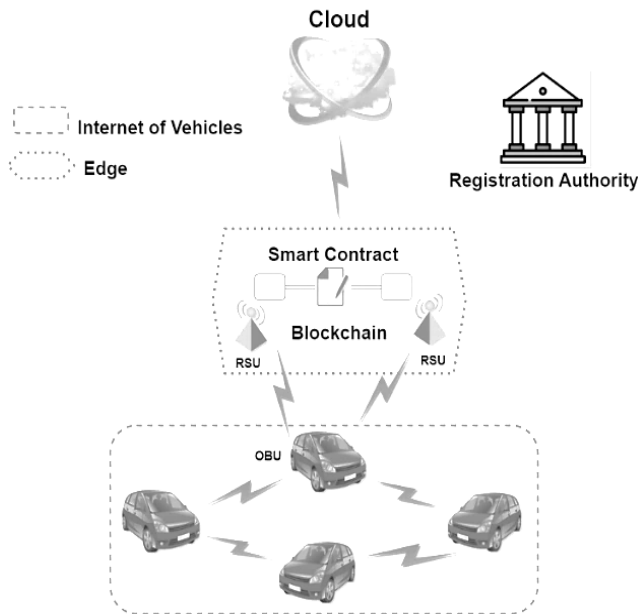 Cloud
Internet of Vehicles
Edge
Registration Authority
Smart Contract
Blockchain
RSU
RSU
OBU